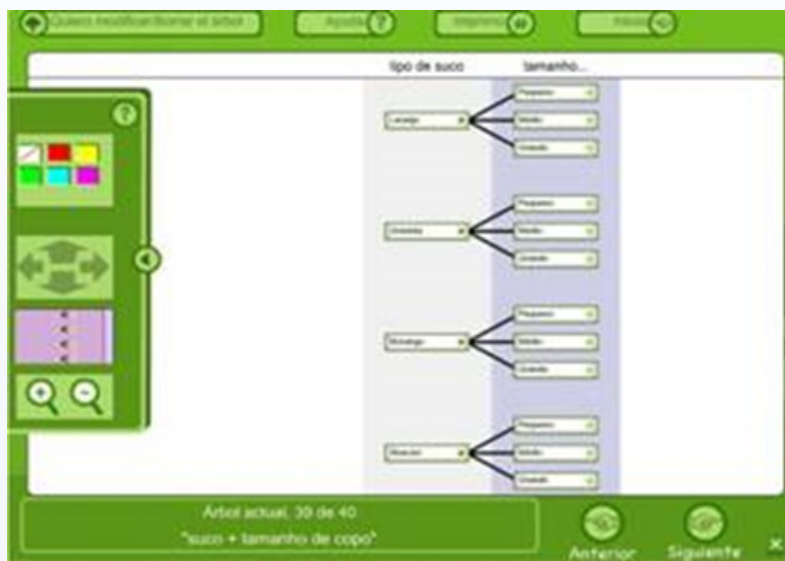 Quiero modificar/borrar el árbol
Ayuda
Imprimir
Inicio
tipo de suco
tamanho...
Pequeno
Laranja
Médio
Grande
Pequeno
Médio
Grande
Pequeno
Morango
Médio
Grande
Pequeno
Abacaxi
Médio
Grande
Árbol actual, 39 de 40
"suco + tamanho de copo"
Anterior
Siguiente